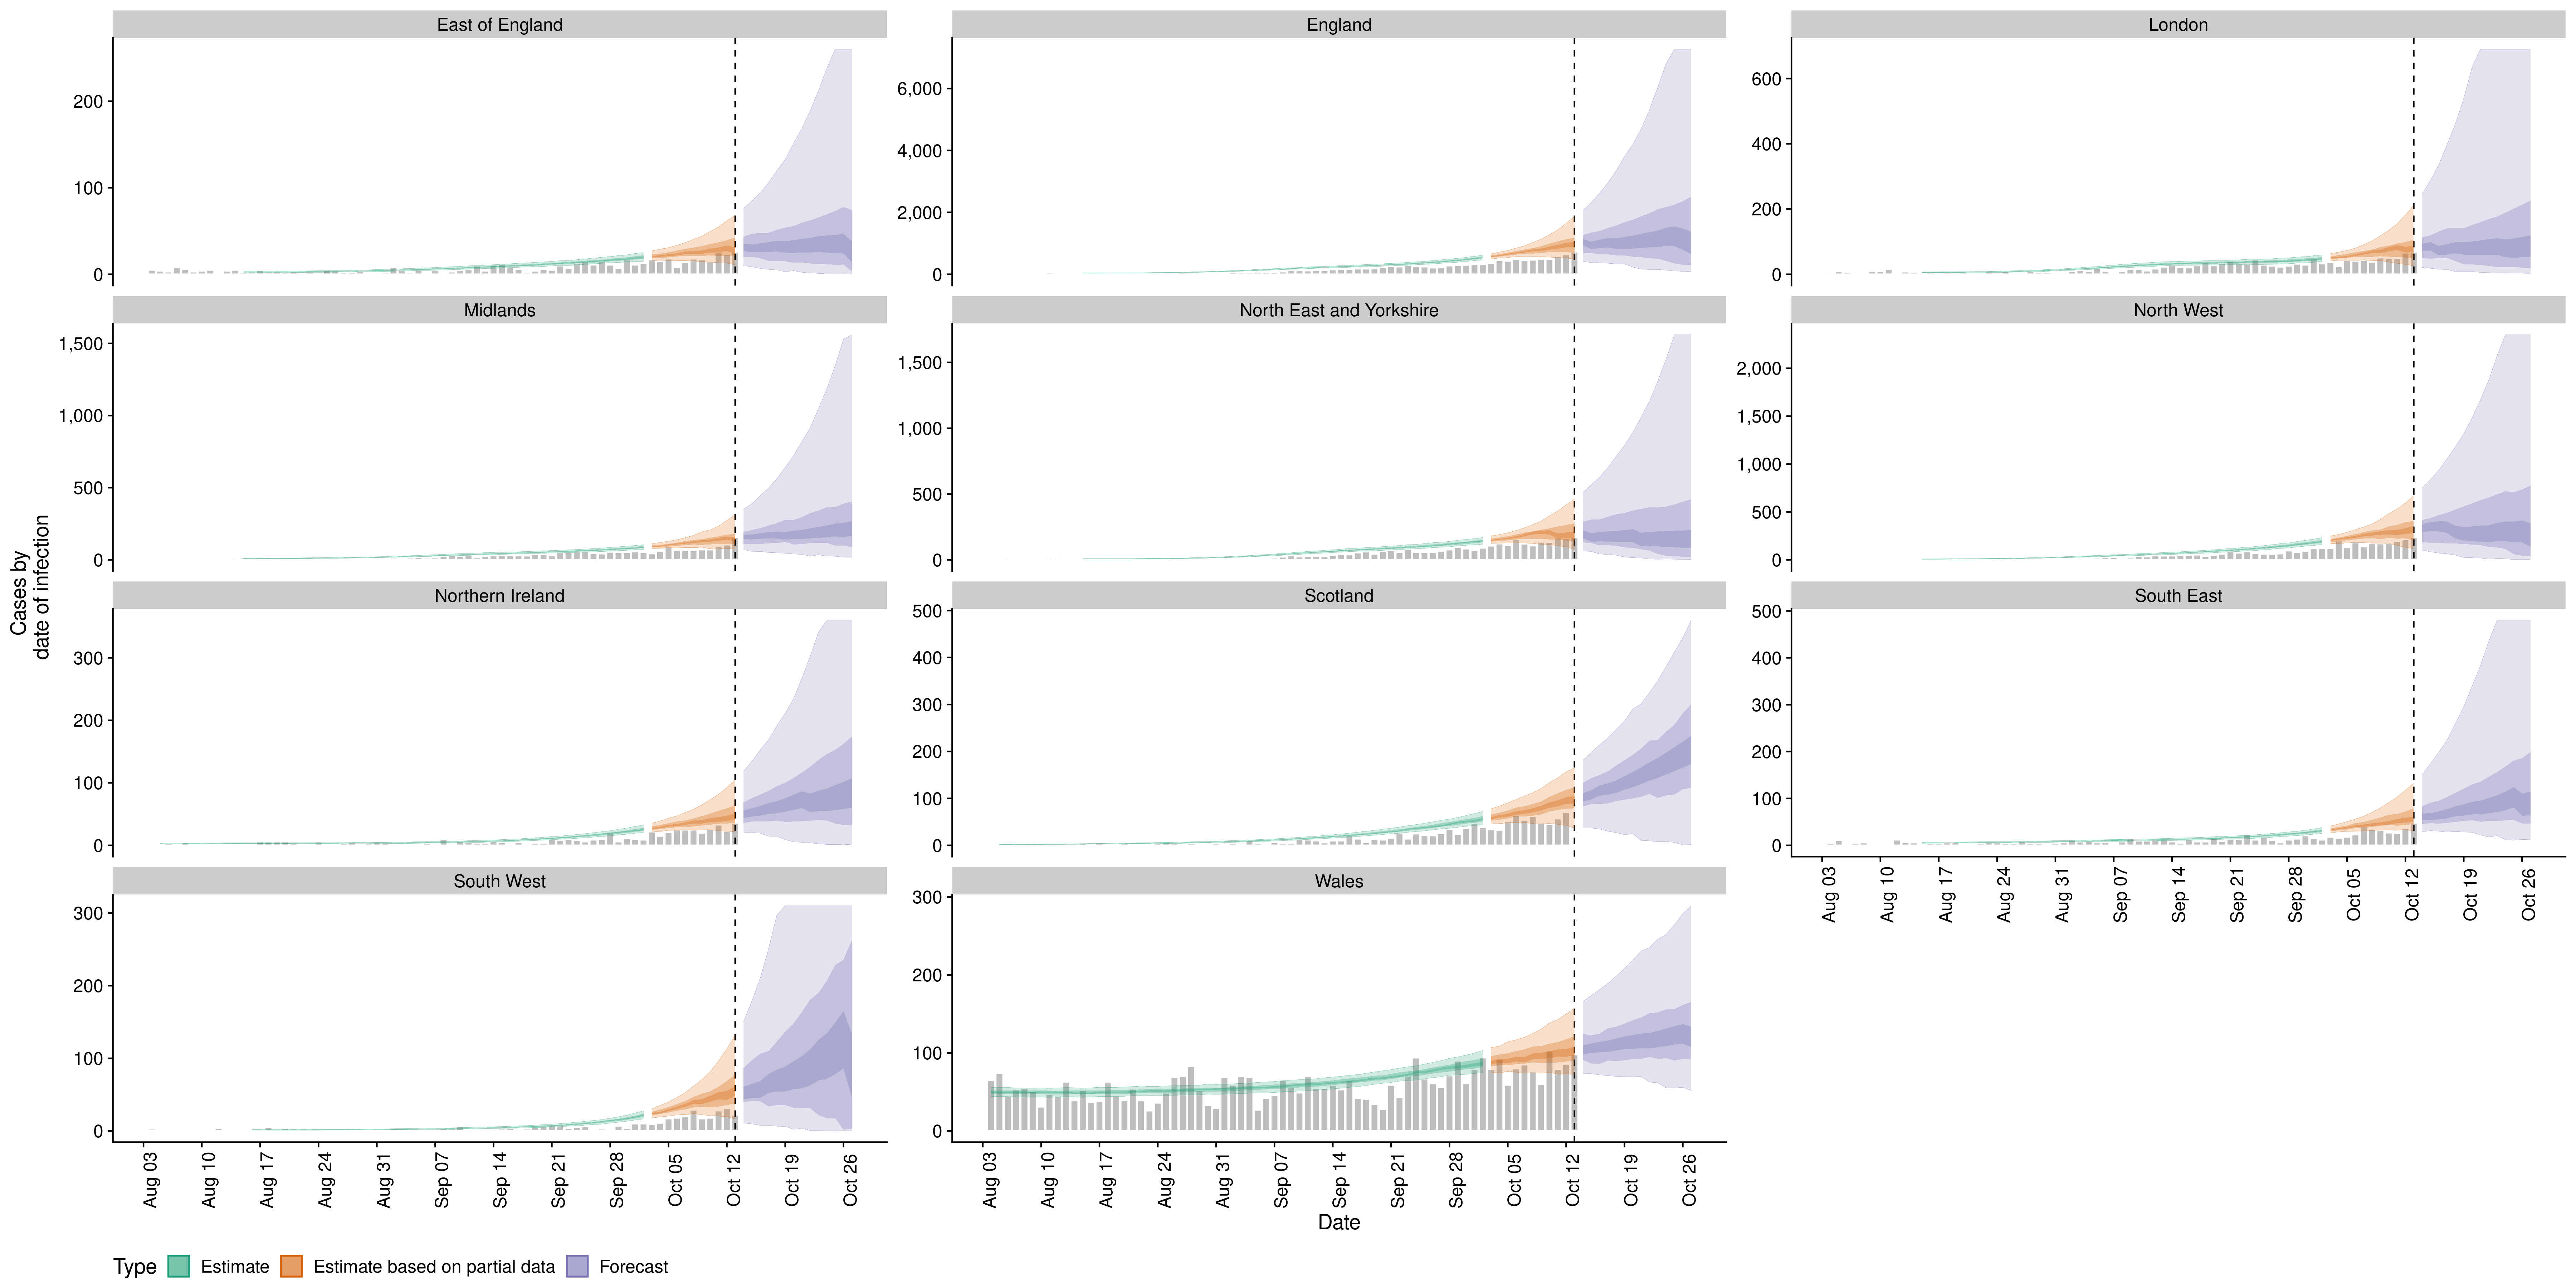 East of England
England
London
200
100
0
6,000
4,000
2,000
0
600
400
200
0
Midlands
North East and Yorkshire
North West
1,500
1,000
500
0
1,500
1,000
500
0
2,000
1,500
1,000
500
0
Cases by
date of infection
Northern Ireland
Scotland
South East
300
200
100
0
500
400
300
200
100
0
500
400
300
200
100
0
Aug 03
Aug 10
Aug 17
Aug 24
Aug 31
Sep 07
Sep 14
Sep 21
Sep 28
Oct 05
Oct 12
Oct 19
Oct 26
South West
Wales
300
200
100
0
300
200
100
0
Aug 03
Aug 10
Aug 17
Aug 24
Aug 31
Sep 07
Sep 14
Sep 21
Sep 28
Oct 05
Oct 12
Oct 19
Oct 26
Aug 03
Aug 10
Aug 17
Aug 24
Aug 31
Sep 07
Sep 14
Sep 21
Sep 28
Oct 05
Oct 12
Oct 19
Oct 26
Date
Type Estimate Estimate based on partial data Forecast